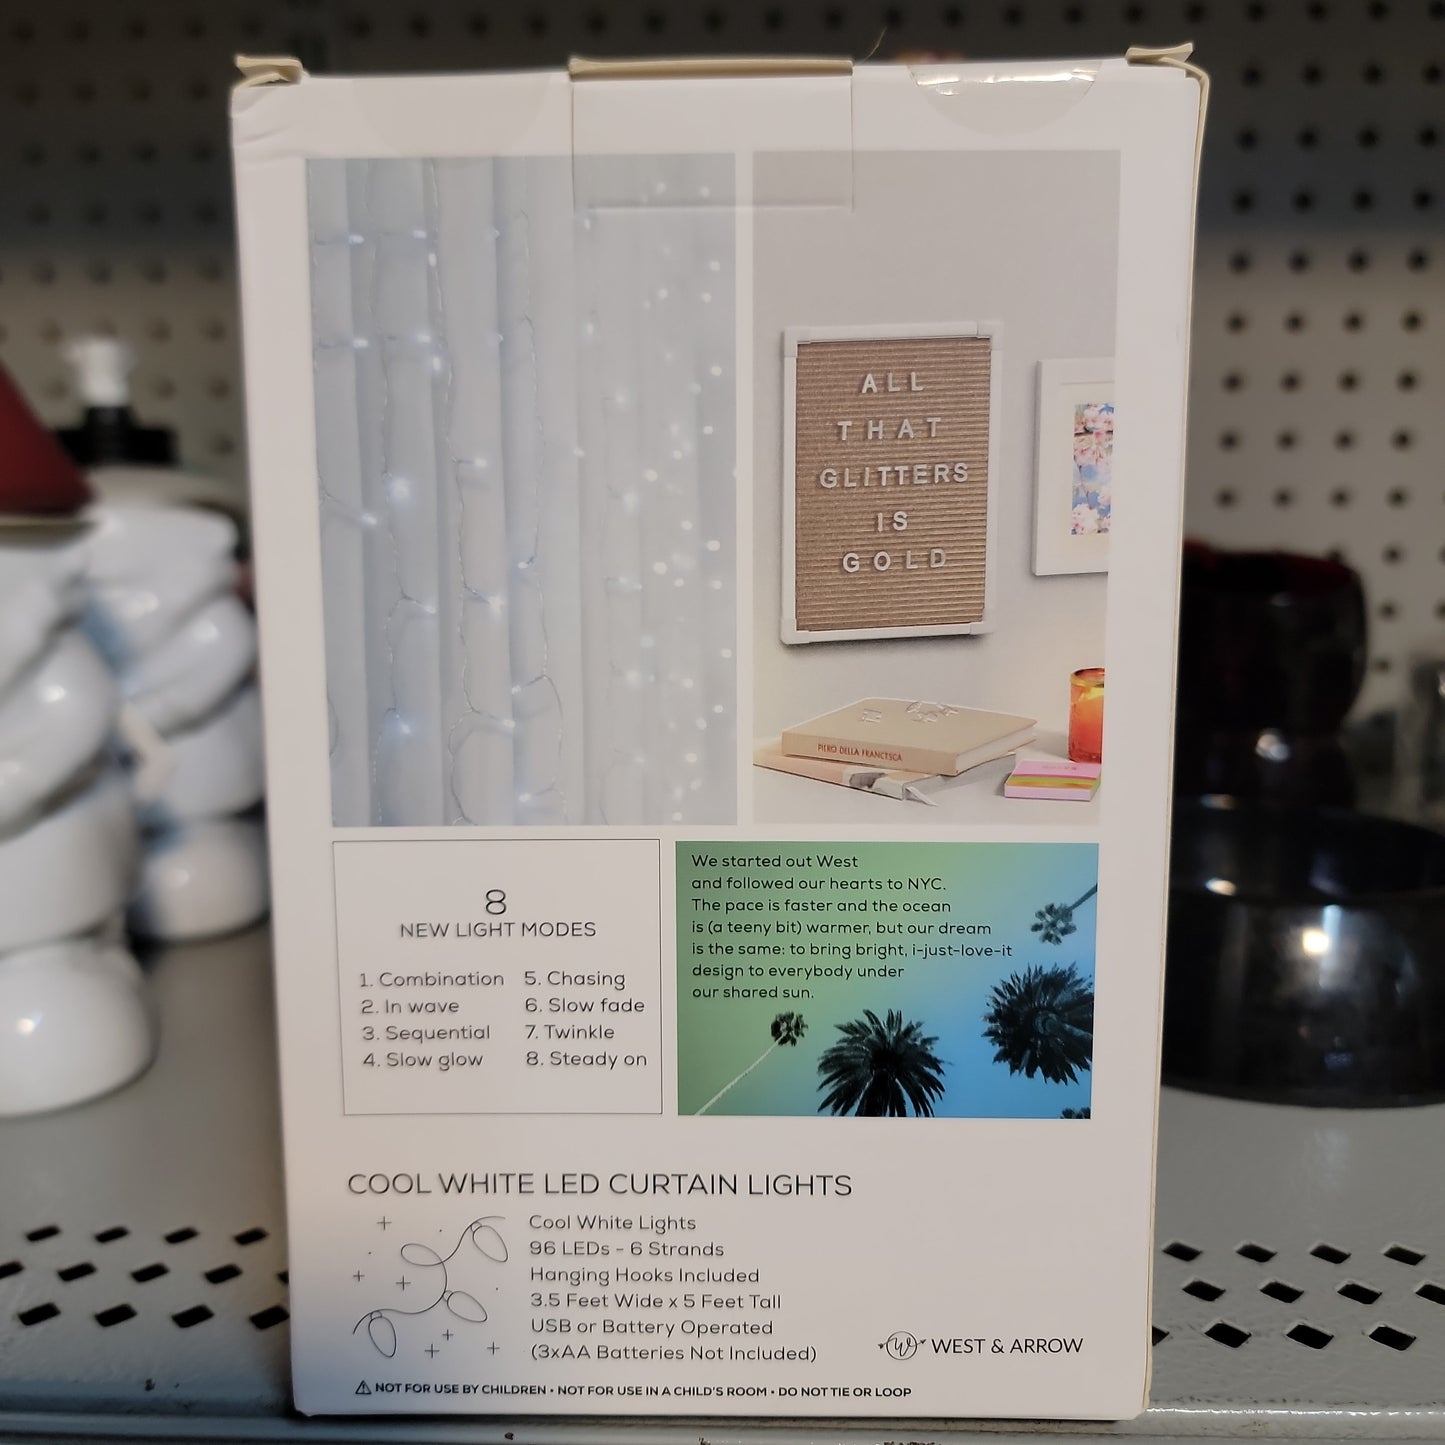 ALL
THAT
GLITTERS
IS
GOLD
PIERO DELLA FRANCESCA
8
NEW LIGHT MODES
1. Combination
2. In wave
3. Sequential
4. Slow glow
5. Chasing
6. Slow fade
7. Twinkle
8. Steady on
We started out West
and followed our hearts to NYC.
The pace is faster and the ocean
is (a teeny bit) warmer, but our dream
is the same: to bring bright, i-just-love-it
design to everybody under
our shared sun.
COOL WHITE LED CURTAIN LIGHTS
Cool White Lights
96 LEDs - 6 Strands
Hanging Hooks Included
3.5 Feet Wide x 5 Feet Tall
USB or Battery Operated
(3xAA Batteries Not Included)
W WEST & ARROW
NOT FOR USE BY CHILDREN • NOT FOR USE IN A CHILD'S ROOM • DO NOT TIE OR LOOP